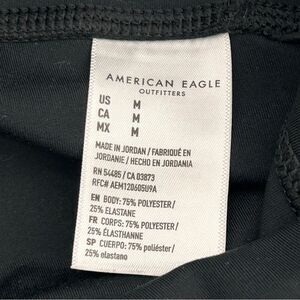 AMERICAN EAGLE
OUTFITTERS
US M
CA M
MX M
MADE IN JORDAN / FABRIQUÉ EN
JORDANIE / HECHO EN JORDANIA
RN 54485 / CA 03873
RFC# AEM120605U9A
EN BODY: 75% POLYESTER/
25% ELASTANE
FR CORPS: 75% POLYESTER/
25% ÉLASTHANNE
SP CUERPO: 75% poliéster/
25% elastano